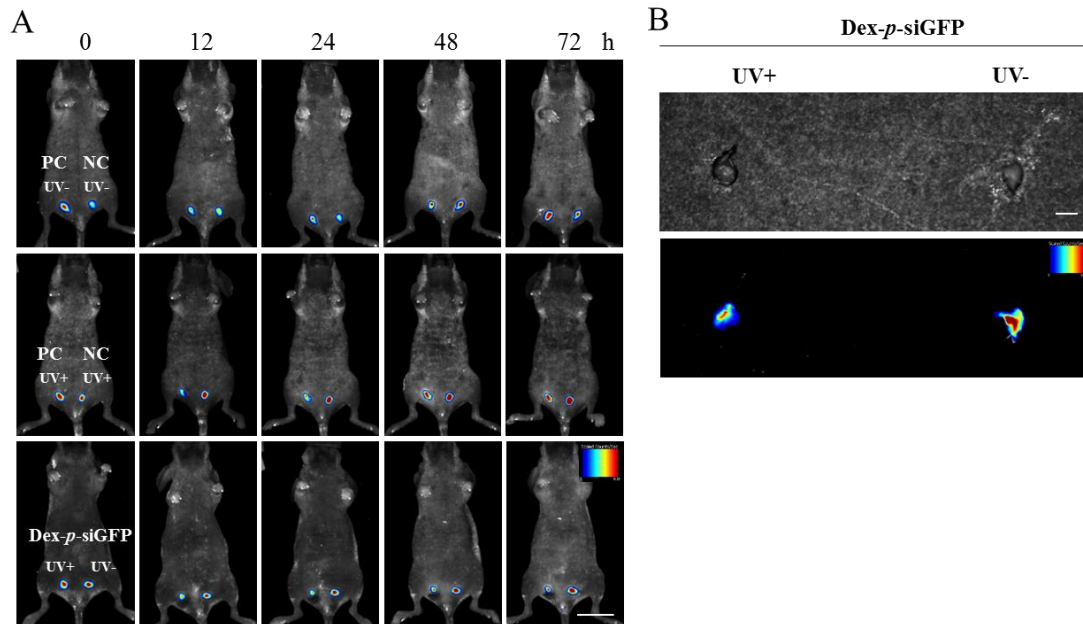 A
0 12 24 48 72 h
PC NC
UV- UV-
PC NC
UV+ UV+
Dex-p-siGFP
UV+ UV-
B
Dex-p-siGFP
UV+ UV-